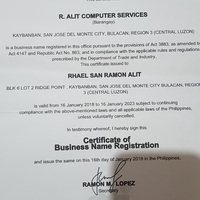 R. ALIT COMPUTER SERVICES
(Barangay)
KAYBANBAN, SAN JOSE DEL MONTE CITY, BULACAN, REGION 3 (CENTRAL LUZON)
is a business name registered in this office pursuant to the provisions of Act 3883, as amended by
Act 4147 and Republic Act No. 863, and in compliance with the applicable rules and regulations
prescribed by the Department of Trade and Industry.
This certificate issued to
RHAEL SAN RAMON ALIT
BLK 6 LOT 2 RIDGE POINT, KAYBANBAN, SAN JOSE DEL MONTE CITY BULACAN, REGION
3 (CENTRAL LUZON)
is valid from 16 January 2018 to 16 January 2023 subject to continuing
compliance with the above-mentioned laws and all applicable laws of the Philippines,
unless voluntarily cancelled.
In testimony whereof, I hereby sign this
Certificate of
Business Name Registration
and issue the same on this 16th day of January 2018 in the Philippines.
RAMON M. LOPEZ
Secretary